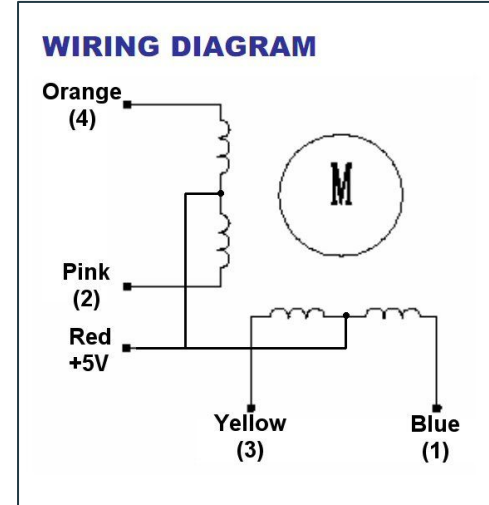 WIRING DIAGRAM
Orange
(4)
M
Pink
(2)
Red
+5V
Yellow
(3)
Blue
(1)